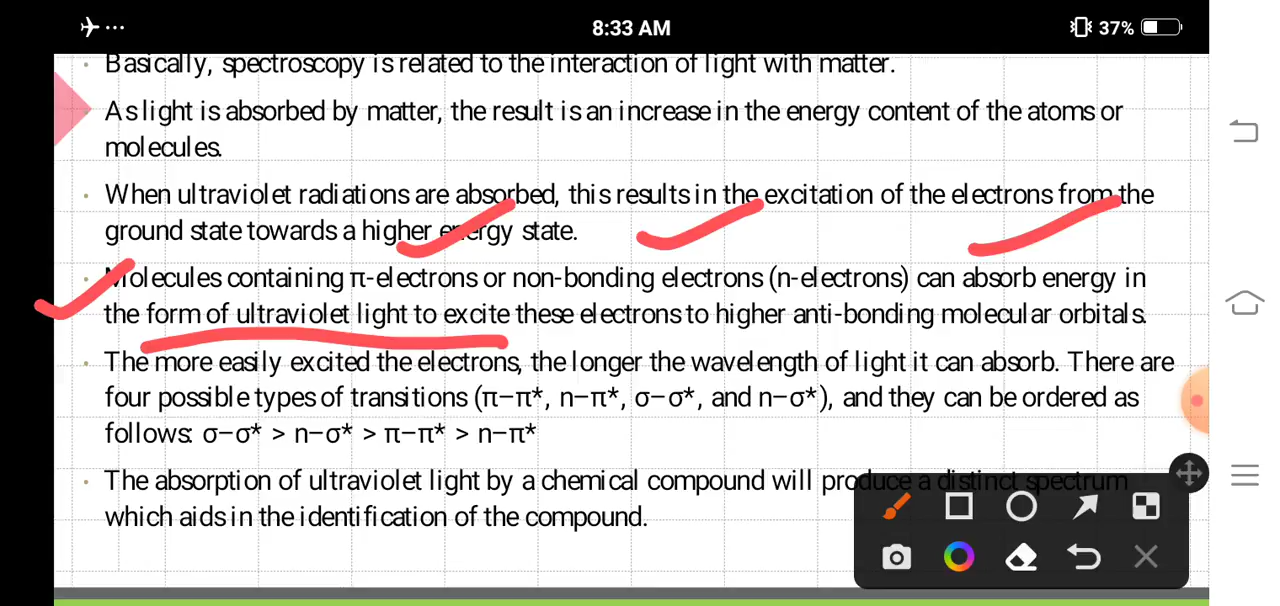 8:33 AM
37%
Basically, spectroscopy is related to the interaction of light with matter.
As light is absorbed by matter, the result is an increase in the energy content of the atoms or
molecules.
When ultraviolet radiations are absorbed, this results in the excitation of the electrons from the
ground state towards a higher energy state.
Molecules containing π-electrons or non-bonding electrons (n-electrons) can absorb energy in
the form of ultraviolet light to excite these electrons to higher anti-bonding molecular orbitals.
The more easily excited the electrons, the longer the wavelength of light it can absorb. There are
four possible types of transitions (π–π*, n–π*, σ–σ*, and n–σ*), and they can be ordered as
follows: σ–σ* > n–σ* > π–π* > n–π*
The absorption of ultraviolet light by a chemical compound will produce a distinct spectrum
which aids in the identification of the compound.